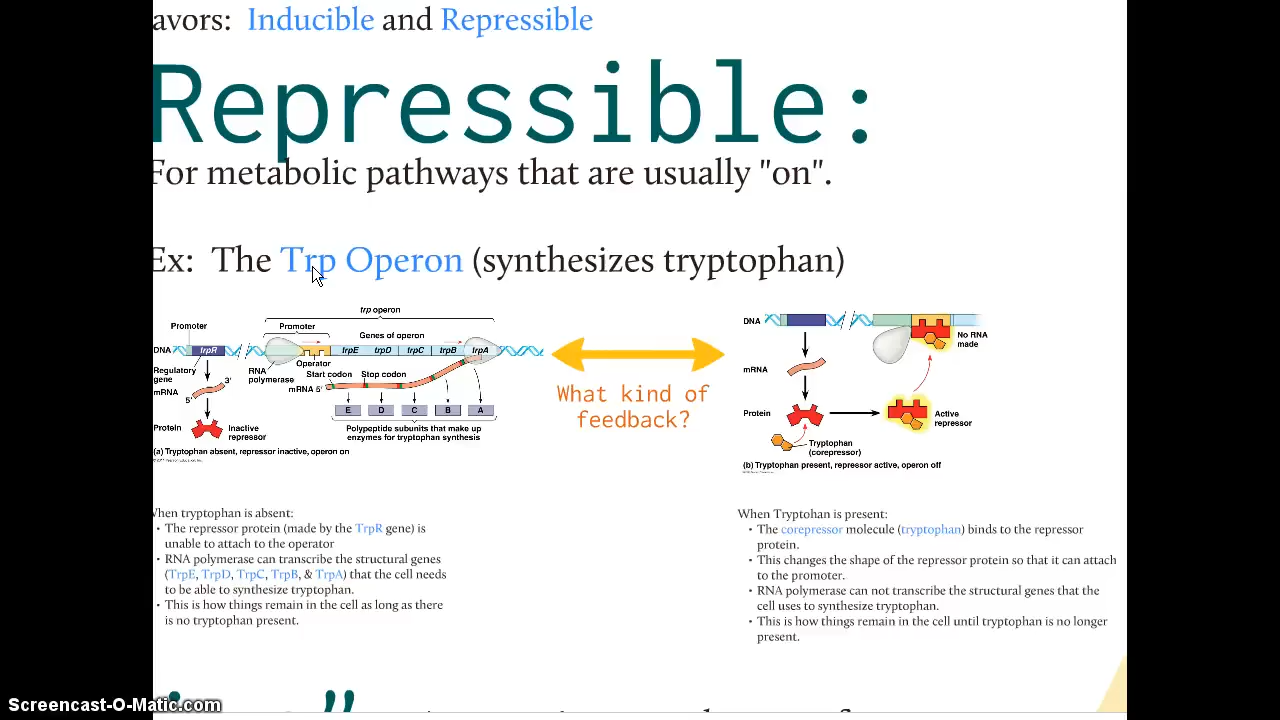 avors: Inducible and Repressible
Repressible:
For metabolic pathways that are usually "on".
Ex: The Trp Operon (synthesizes tryptophan)
trp operon
Promoter
Promoter
Genes of operon
DNA
trpR
trpE
trpD
trpC
trpB
trpA
Regulatory
gene
RNA
polymerase
Operator
Start codon
Stop codon
mRNA
3'
5'
mRNA 5'
E
D
C
B
A
Protein
Inactive
repressor
Polypeptide subunits that make up
enzymes for tryptophan synthesis
(a) Tryptophan absent, repressor inactive, operon on
What kind of
feedback?
DNA
No RNA
made
mRNA
Protein
Active
repressor
Tryptophan
(corepressor)
(b) Tryptophan present, repressor active, operon off
When tryptophan is absent:
• The repressor protein (made by the TrpR gene) is
unable to attach to the operator
• RNA polymerase can transcribe the structural genes
(TrpE, TrpD, TrpC, TrpB, & TrpA) that the cell needs
to be able to synthesize tryptophan.
• This is how things remain in the cell as long as there
is no tryptophan present.
When Tryptohan is present:
• The corepressor molecule (tryptophan) binds to the repressor
protein.
• This changes the shape of the repressor protein so that it can attach
to the promoter.
• RNA polymerase can not transcribe the structural genes that the
cell uses to synthesize tryptophan.
• This is how things remain in the cell until tryptophan is no longer
present.
Screencast-O-Matic.com